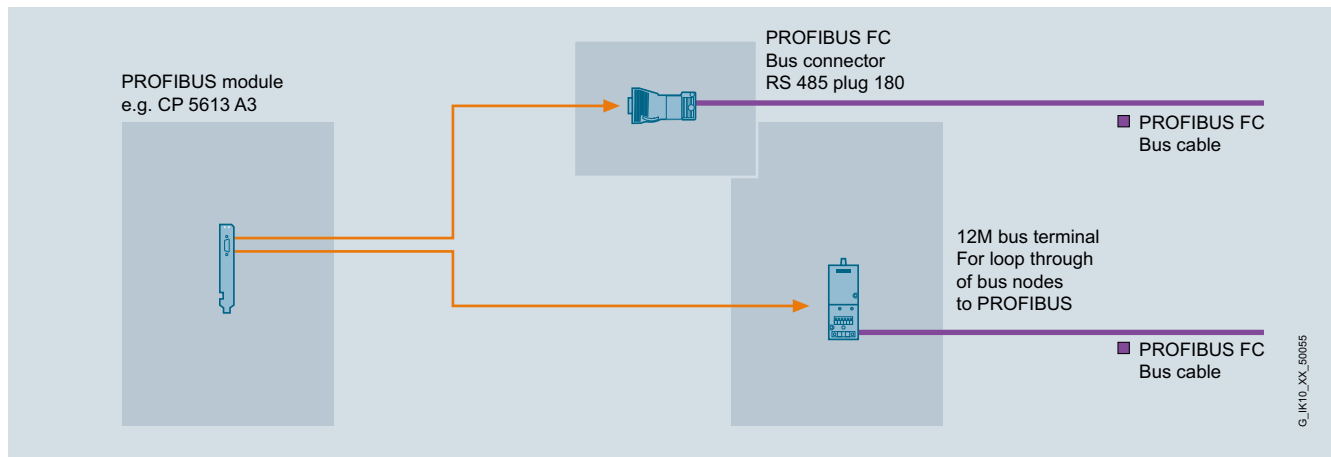 PROFIBUS module
e.g. CP 5613 A3
PROFIBUS FC
Bus connector
RS 485 plug 180
PROFIBUS FC
Bus cable
12M bus terminal
For loop through
of bus nodes
to PROFIBUS
PROFIBUS FC
Bus cable
G_IK10_XX_50055